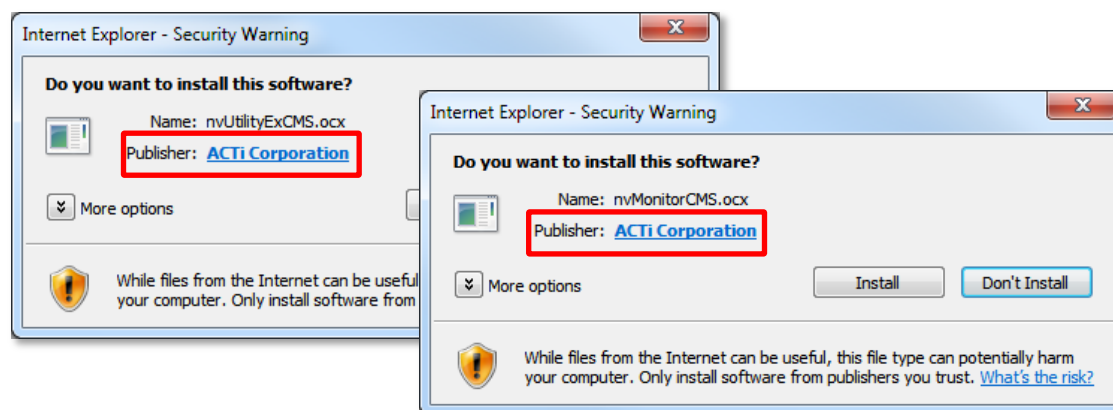 Internet Explorer - Security Warning
Do you want to install this software?
Name: nvUtilityExCMS.ocx
Publisher: ACTi Corporation
More options
While files from the Internet can be useful
your computer. Only install software from
Internet Explorer - Security Warning
Do you want to install this software?
Name: nvMonitorCMS.ocx
Publisher: ACTi Corporation
More options
Install
Don't Install
While files from the Internet can be useful, this file type can potentially harm
your computer. Only install software from publishers you trust. What's the risk?